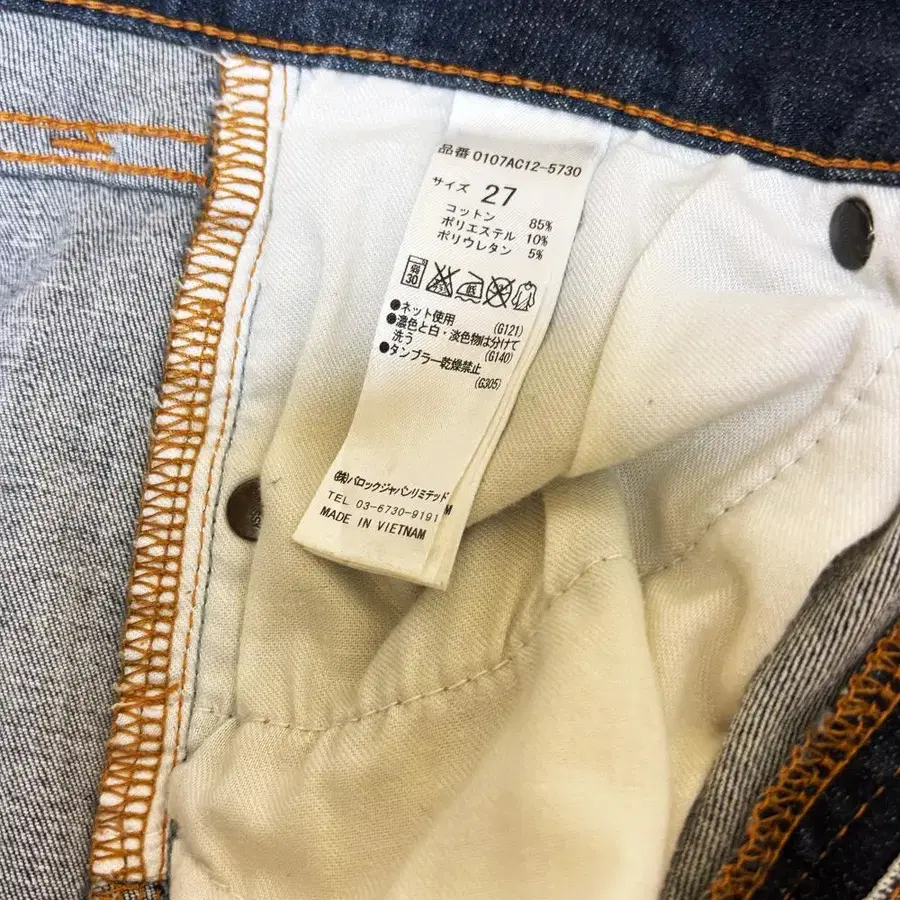 品番 0107AC12-5730
サイズ 27
コットン 85%
ポリエステル 10%
ポリウレタン 5%
弱
30
低
●ネット使用 (G121)
●濃色と白・淡色物は分けて
洗う (G140)
●タンブラー乾燥禁止
(G305)
(株)バロックジャパンリミテッド
TEL 03-6730-9191
MADE IN VIETNAM